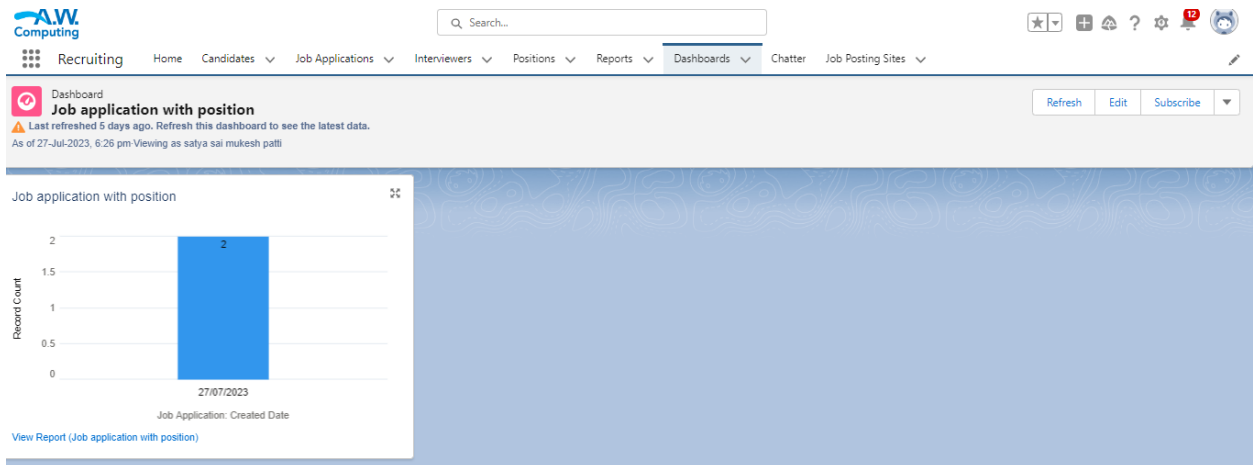 A.W.
Computing
Search...
12
Recruiting Home Candidates Job Applications Interviewers Positions Reports Dashboards Chatter Job Posting Sites
Dashboard
Job application with position
Refresh Edit Subscribe
Last refreshed 5 days ago. Refresh this dashboard to see the latest data.
As of 27-Jul-2023, 6:26 pm·Viewing as satya sai mukesh patti
Job application with position
Record Count
2
1.5
1
0.5
0
2
27/07/2023
Job Application: Created Date
View Report (Job application with position)